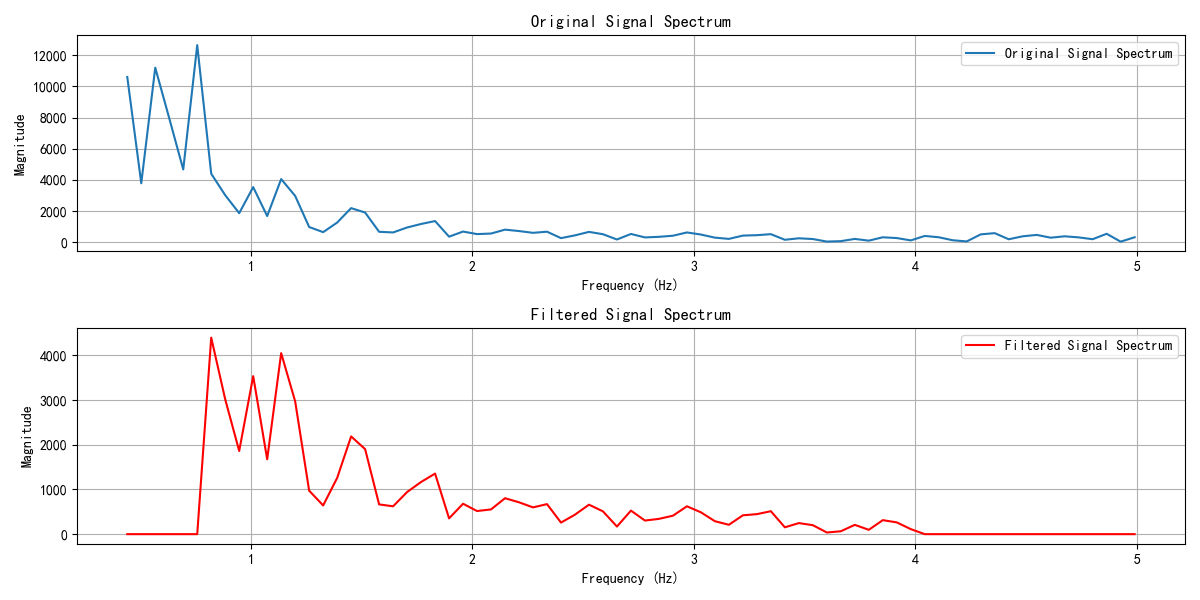 Original Signal Spectrum
Original Signal Spectrum
Magnitude
12000
10000
8000
6000
4000
2000
0
1 2 3 4 5
Frequency (Hz)
Filtered Signal Spectrum
Filtered Signal Spectrum
Magnitude
4000
3000
2000
1000
0
1 2 3 4 5
Frequency (Hz)